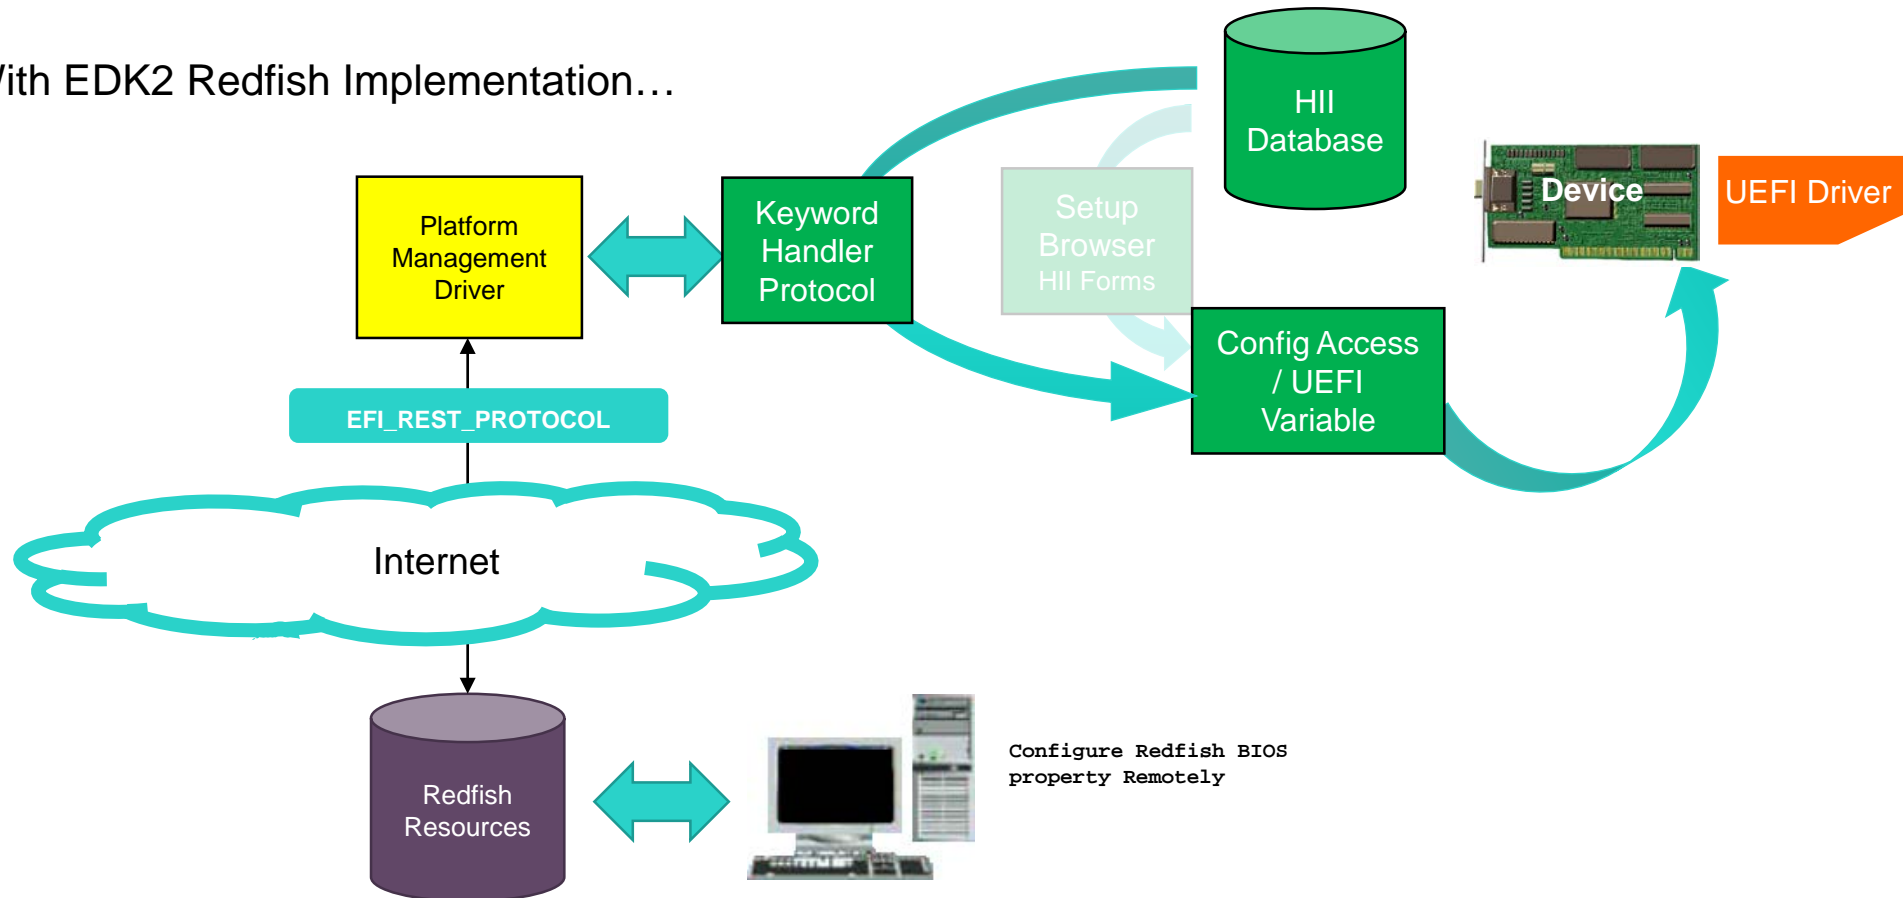 With EDK2 Redfish Implementation…
HII
Database
Device
UEFI Driver
Platform
Management
Driver
Keyword
Handler
Protocol
Setup
Browser
HII Forms
Config Access
/ UEFI
Variable
EFI_REST_PROTOCOL
Internet
Redfish
Resources
Configure Redfish BIOS
property Remotely